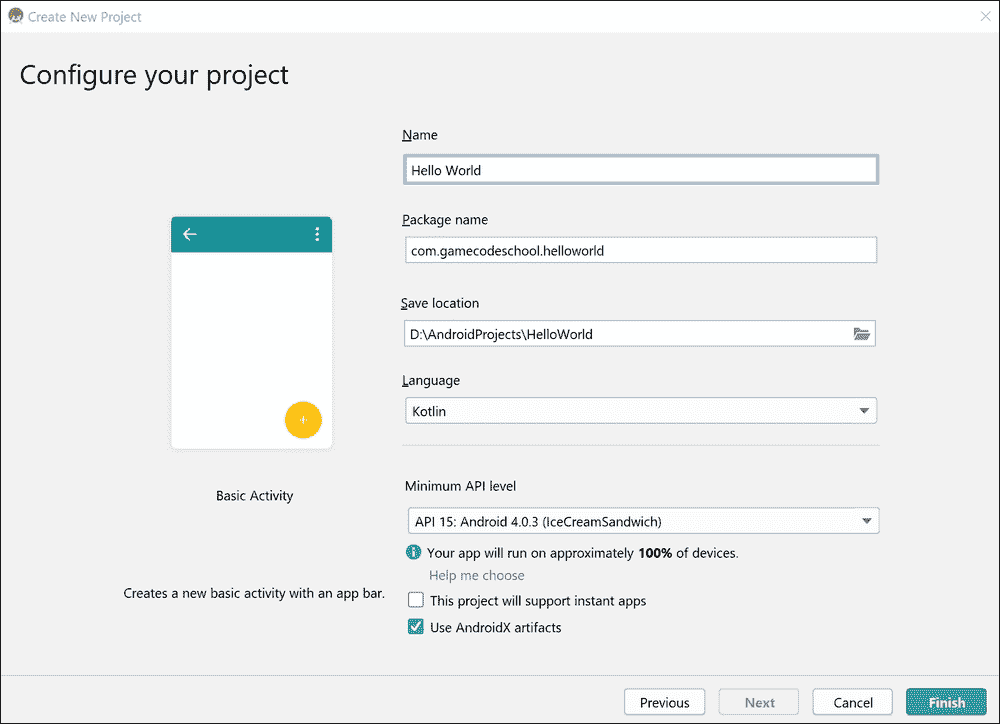 Create New Project
Configure your project
Name
Hello World
Package name
com.gamecodeschool.helloworld
Save location
D:\AndroidProjects\HelloWorld
Language
Kotlin
Basic Activity
Minimum API level
API 15: Android 4.0.3 (IceCreamSandwich)
Your app will run on approximately 100% of devices.
Help me choose
Creates a new basic activity with an app bar.
This project will support instant apps
Use AndroidX artifacts
Previous
Next
Cancel
Finish